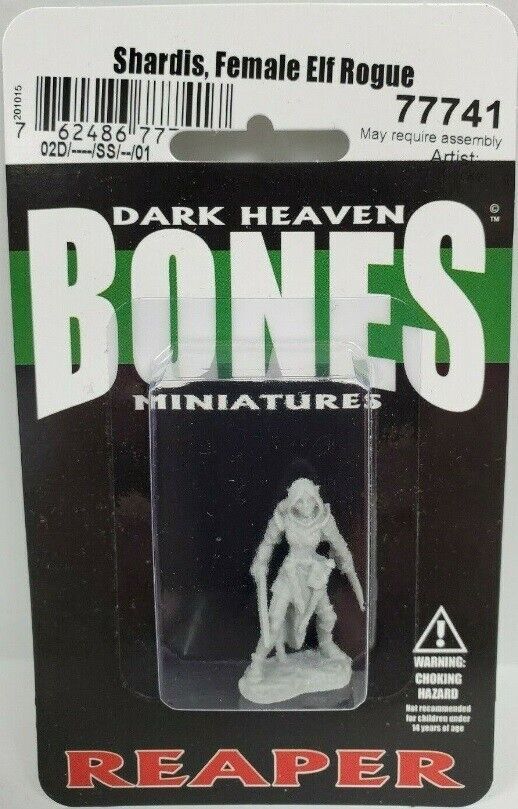 Shardis, Female Elf Rogue
201015
7 62486 77
77741
May require assembly
02D/----/SS/--/01
Artist:
DARK HEAVEN
BONES ©™
MINIATURES
WARNING:
CHOKING
HAZARD
Not recommended
for children under
14 years of age
REAPER